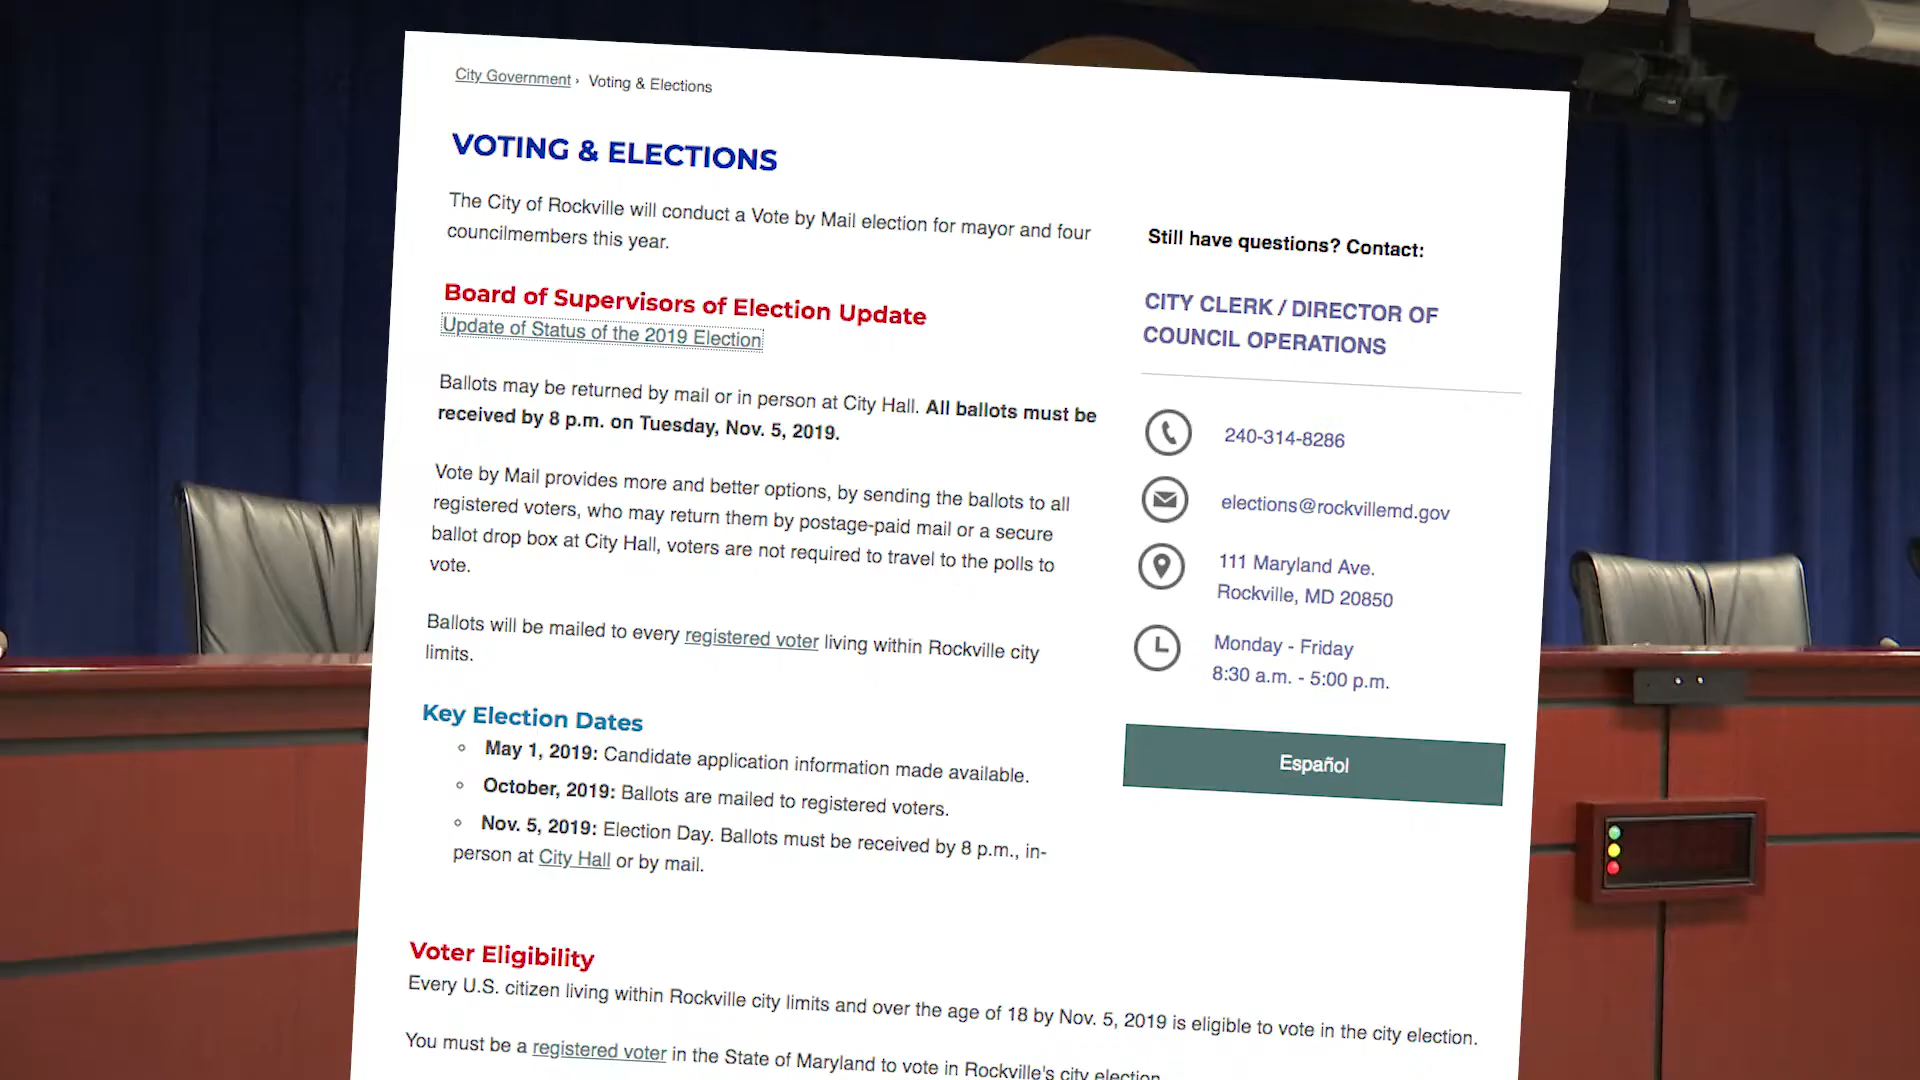 City Government › Voting & Elections
VOTING & ELECTIONS
The City of Rockville will conduct a Vote by Mail election for mayor and four
councilmembers this year.
Board of Supervisors of Election Update
Update of Status of the 2019 Election
Ballots may be returned by mail or in person at City Hall. All ballots must be
received by 8 p.m. on Tuesday, Nov. 5, 2019.
Vote by Mail provides more and better options, by sending the ballots to all
registered voters, who may return them by postage-paid mail or a secure
ballot drop box at City Hall, voters are not required to travel to the polls to
vote.
Ballots will be mailed to every registered voter living within Rockville city
limits.
Key Election Dates
May 1, 2019: Candidate application information made available.
October, 2019: Ballots are mailed to registered voters.
Nov. 5, 2019: Election Day. Ballots must be received by 8 p.m., in-
person at City Hall or by mail.
Still have questions? Contact:
CITY CLERK / DIRECTOR OF
COUNCIL OPERATIONS
240-314-8286
elections@rockvillemd.gov
111 Maryland Ave.
Rockville, MD 20850
Monday - Friday
8:30 a.m. - 5:00 p.m.
Español
Voter Eligibility
Every U.S. citizen living within Rockville city limits and over the age of 18 by Nov. 5, 2019 is eligible to vote in the city election.
You must be a registered voter in the State of Maryland to vote in Rockville's city election